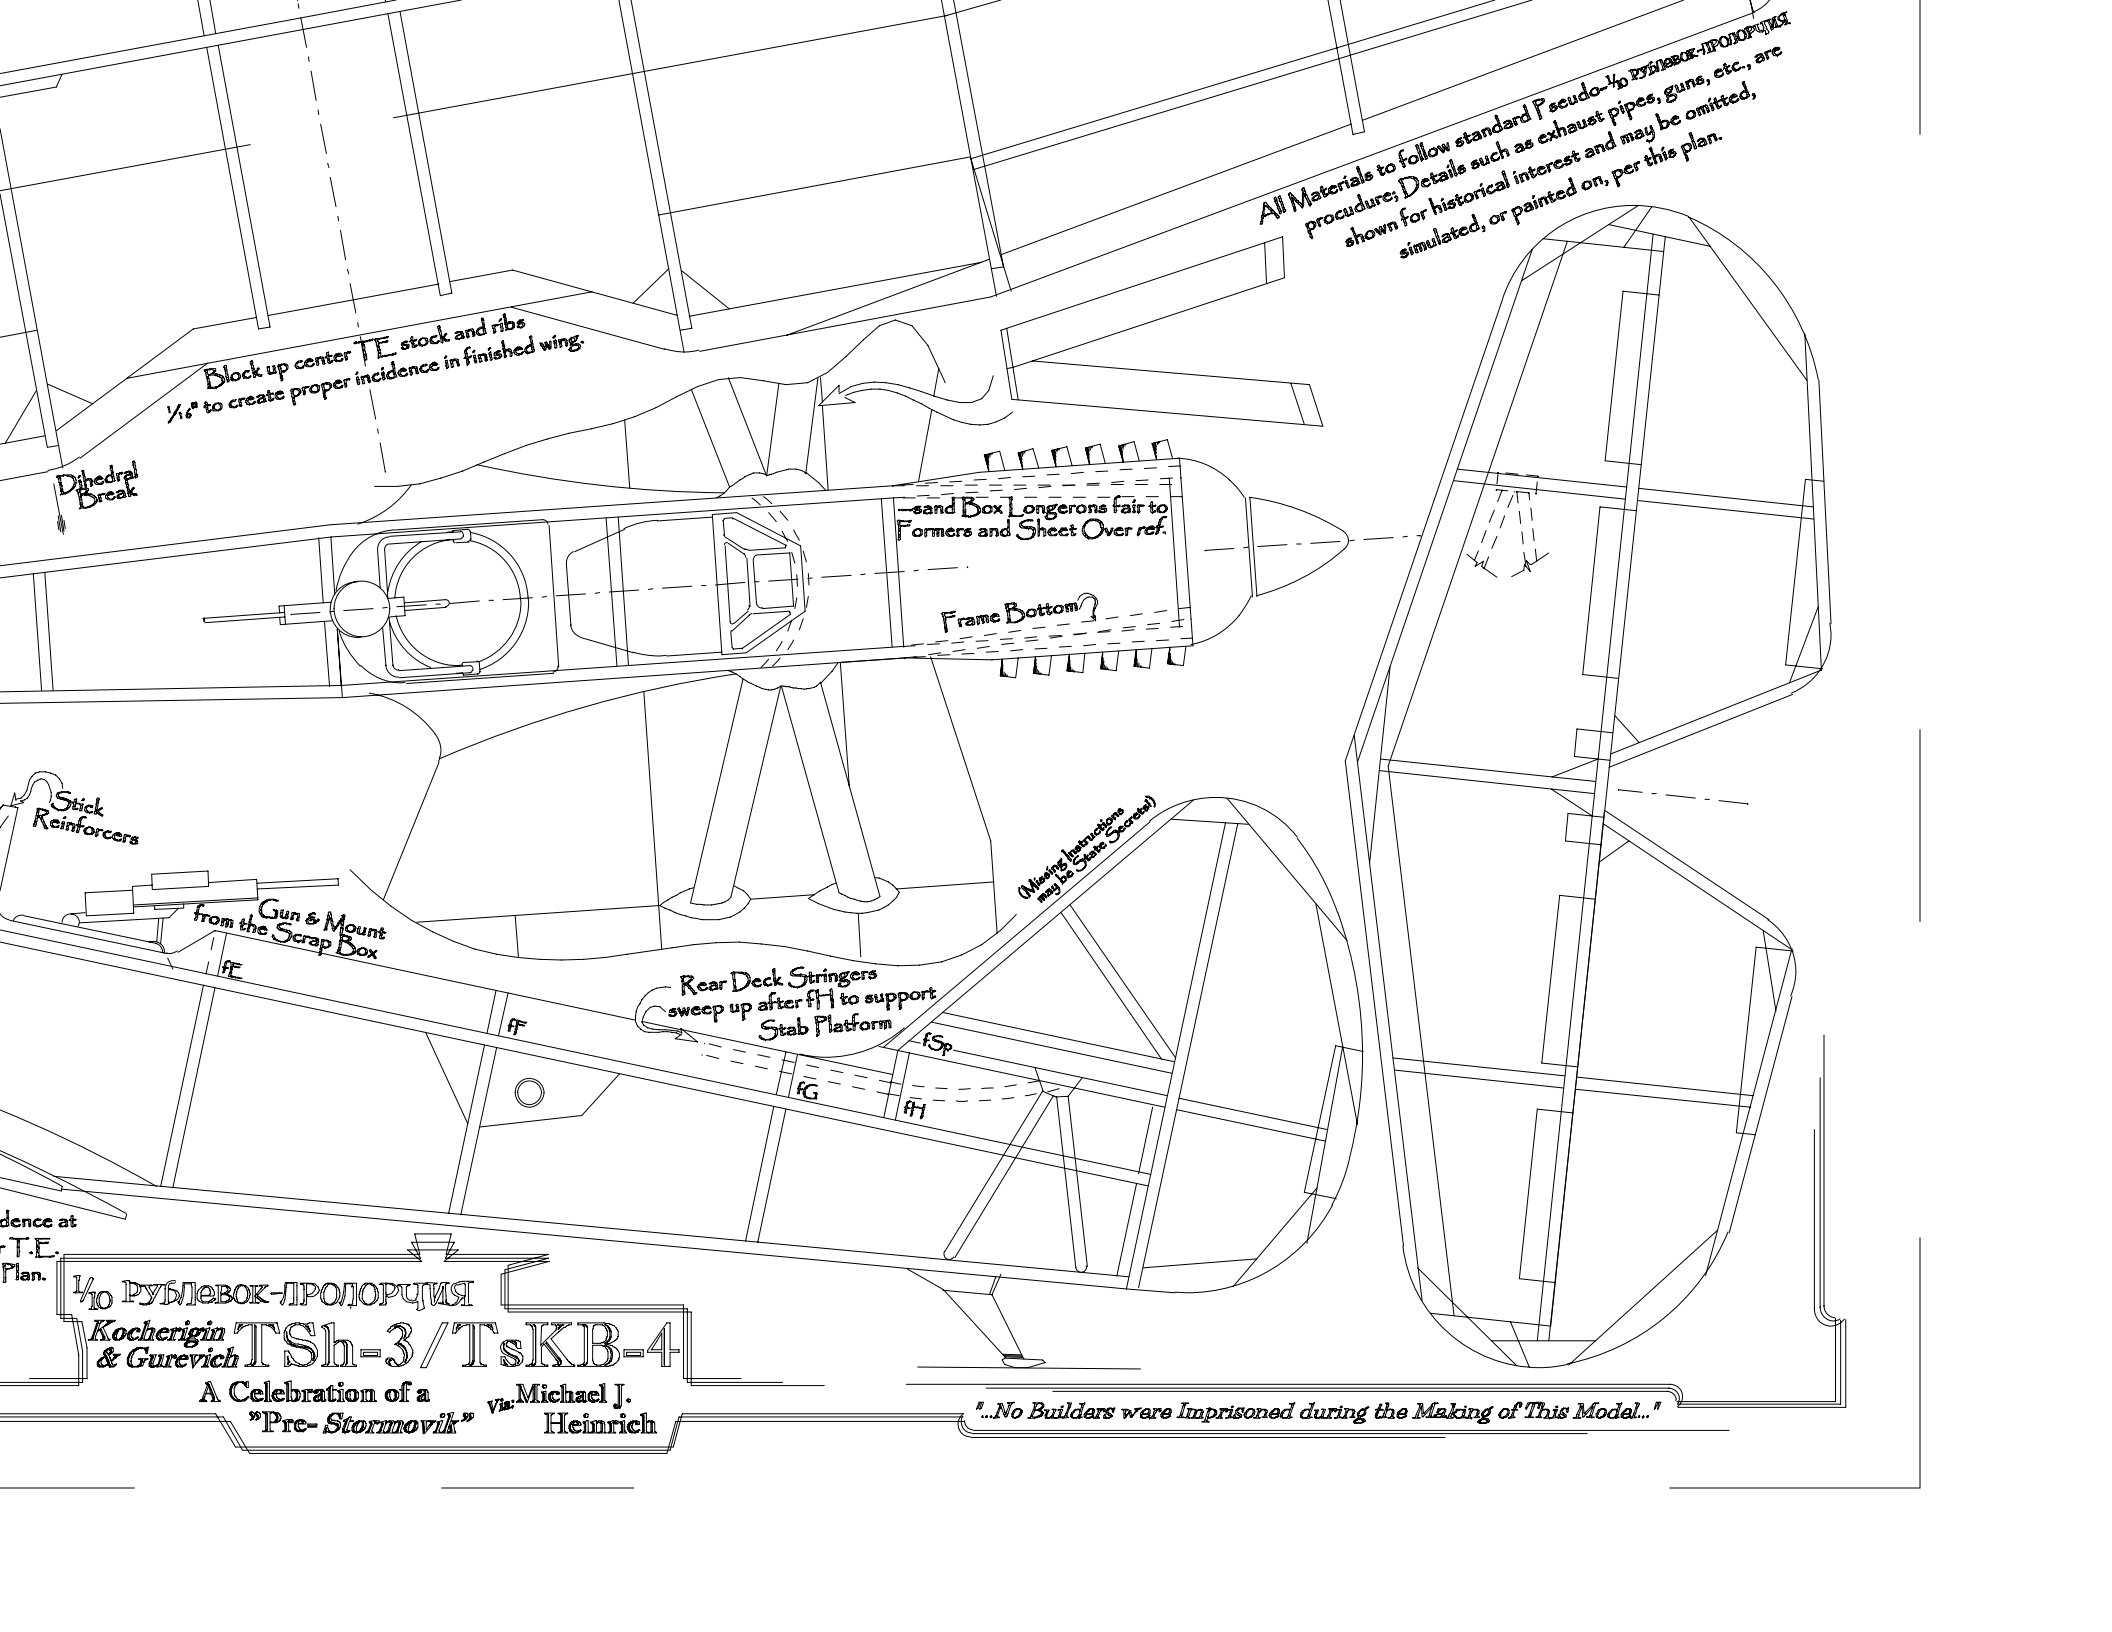 All Materials to follow standard Pseudo-1/10 РУБЛЕВОК-ПРОПОРЦИЯ
procudure; Details such as exhaust pipes, guns, etc., are
shown for historical interest and may be omitted,
simulated, or painted on, per this plan.
Block up center TE stock and ribs
1/16" to create proper incidence in finished wing.
Dihedral
Break
—sand Box Longerons fair to
Formers and Sheet Over ref.
Frame Bottom
Stick
Reinforcers
(Missing Instructions
may be State Secrets!)
Gun & Mount
from the Scrap Box
fE
fF
Rear Deck Stringers
sweep up after fH to support
Stab Platform
fSp
fG
fH
dence at
r T.E.
Plan.
1/10 РУБЛЕВОК-ПРОПОРЦИЯ
Kocherigin
& Gurevich
TSh-3/TsKB-4
A Celebration of a
"Pre-Stormovik"
Via: Michael J.
Heinrich
"...No Builders were Imprisoned during the Making of This Model..."